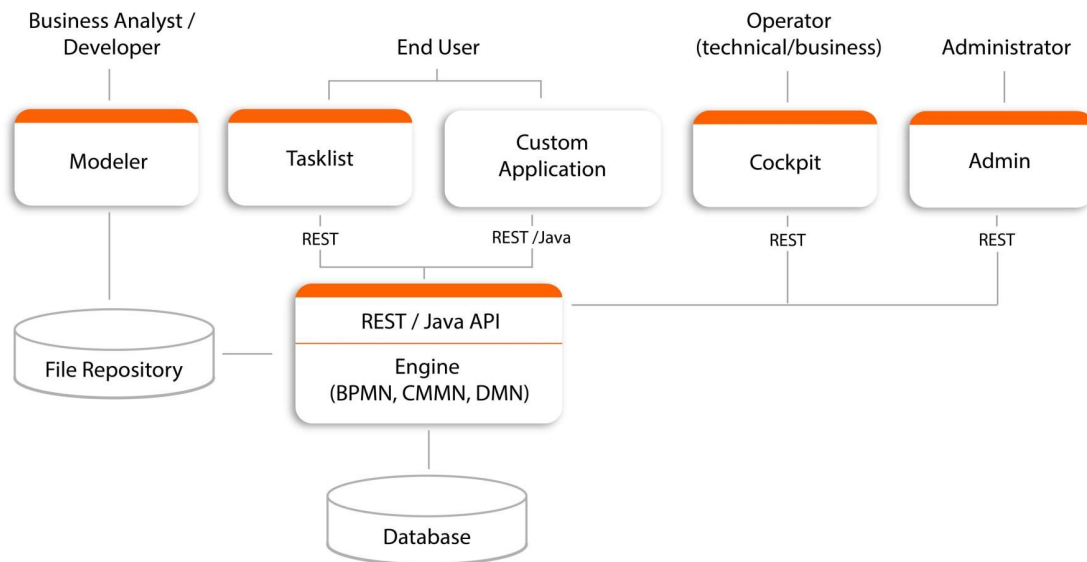 Business Analyst /
Developer
End User
Operator
(technical/business)
Administrator
Modeler
Tasklist
Custom
Application
Cockpit
Admin
REST
REST /Java
REST
REST
REST / Java API
File Repository
Engine
(BPMN, CMMN, DMN)
Database